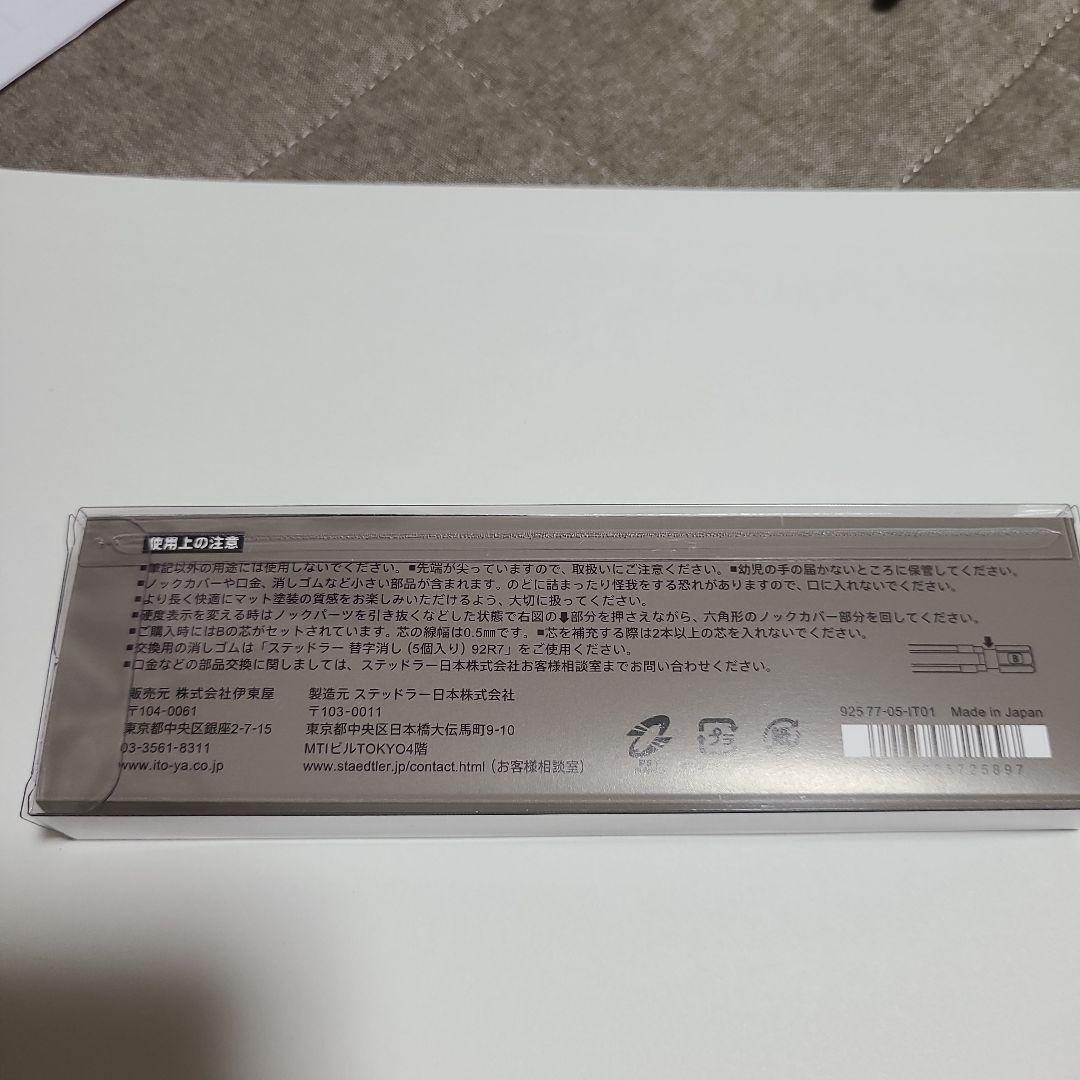 使用上の注意
■筆記以外の用途には使用しないでください。■先端が尖っていますので、取扱いにご注意ください。■幼児の手の届かないところに保管してください。
■ノックカバーや口金、消しゴムなど小さい部品が含まれます。のどに詰まったり怪我をする恐れがありますので、口に入れないでください。
■より長く快適にマット塗装の質感をお楽しみいただけるよう、大切に扱ってください。
■硬度表示を変える時はノックパーツを引き抜くなどした状態で右図の⬇部分を押さえながら、六角形のノックカバー部分を回してください。
■ご購入時にはBの芯がセットされています。芯の線幅は0.5㎜です。■芯を補充する際は2本以上の芯を入れないでください。
■交換用の消しゴムは「ステッドラー 替字消し(5個入り) 92R7」をご使用ください。
■口金などの部品交換に関しましては、ステッドラー日本株式会社お客様相談室までお問い合わせください。
B
販売元 株式会社伊東屋
〒104-0061
東京都中央区銀座2-7-15
03-3561-8311
www.ito-ya.co.jp
製造元 ステッドラー日本株式会社
〒103-0011
東京都中央区日本橋大伝馬町9-10
MTIビルTOKYO4階
www.staedtler.jp/contact.html (お客様相談室)
925 77-05-IT01 Made in Japan